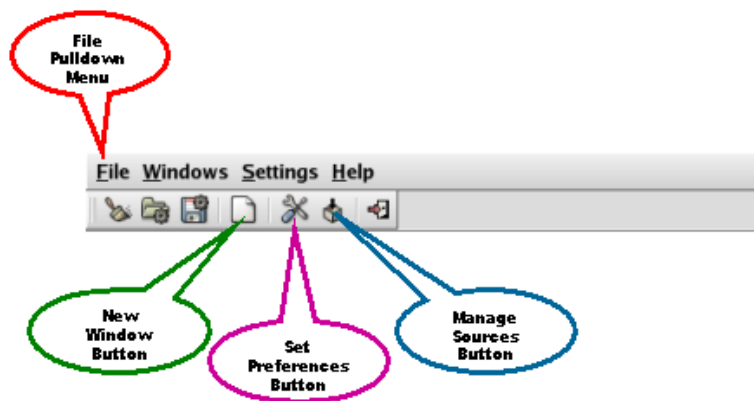 File
Pulldown
Menu
File Windows Settings Help
New
Window
Button
Set
Preferences
Button
Manage
Sources
Button